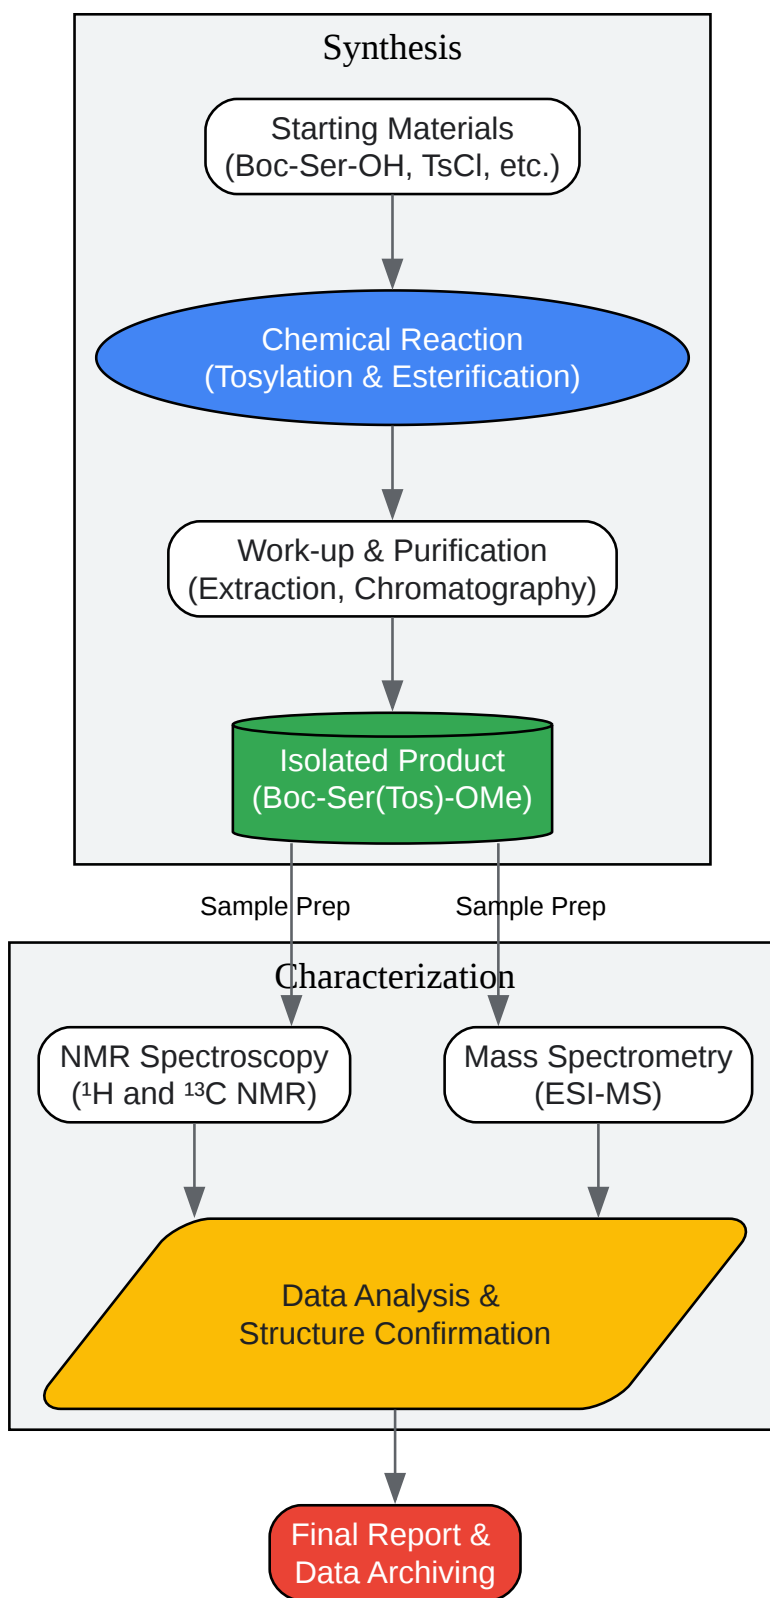 Synthesis
Starting Materials
(Boc-Ser-OH, TsCl, etc.)
Chemical Reaction
(Tosylation & Esterification)
Work-up & Purification
(Extraction, Chromatography)
Isolated Product
(Boc-Ser(Tos)-OMe)
Sample Prep
Sample Prep
Characterization
NMR Spectroscopy
(¹H and ¹³C NMR)
Mass Spectrometry
(ESI-MS)
Data Analysis &
Structure Confirmation
Final Report &
Data Archiving